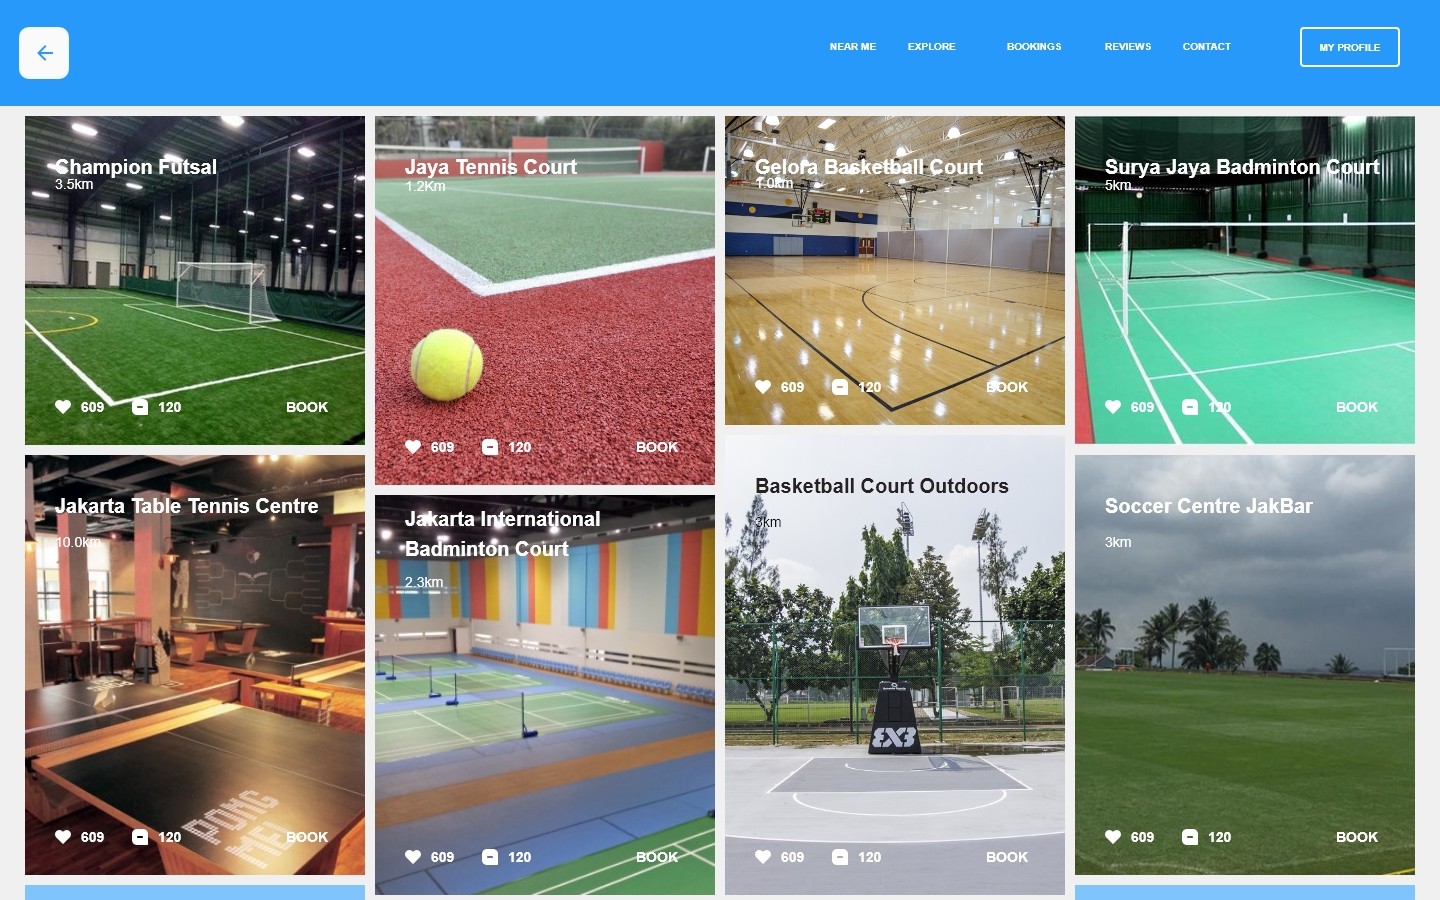 NEAR ME
EXPLORE
BOOKINGS
REVIEWS
CONTACT
MY PROFILE
Champion Futsal
3.5km
609
120
BOOK
Jaya Tennis Court
1.2Km
609
120
BOOK
Gelora Basketball Court
1.0km
609
120
BOOK
Surya Jaya Badminton Court
5km
609
120
BOOK
Jakarta Table Tennis Centre
10.0km
PONG
609
120
BOOK
Jakarta International
Badminton Court
2.3km
609
120
BOOK
Basketball Court Outdoors
3km
3X3
609
120
BOOK
Soccer Centre JakBar
3km
609
120
BOOK